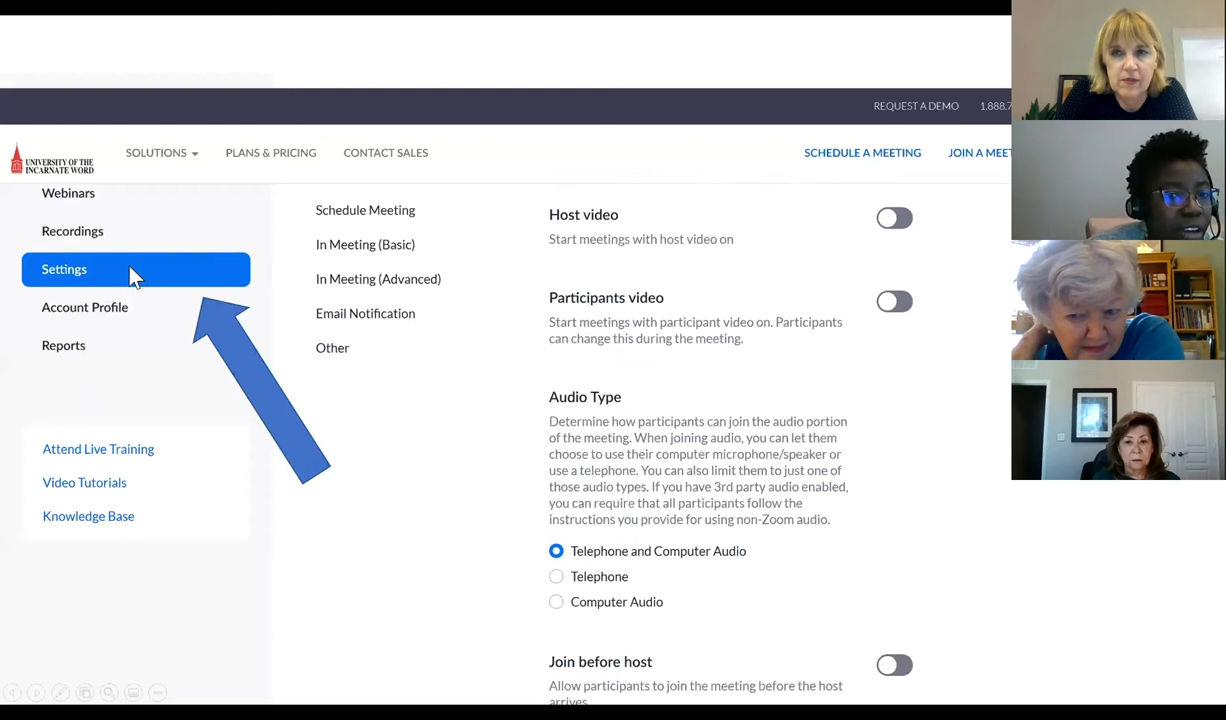 REQUEST A DEMO 1.888.7
UNIVERSITY OF THE
INCARNATE WORD
SOLUTIONS PLANS & PRICING CONTACT SALES SCHEDULE A MEETING JOIN A MEET
Webinars
Recordings
Settings
Account Profile
Reports
Attend Live Training
Video Tutorials
Knowledge Base
Schedule Meeting
In Meeting (Basic)
In Meeting (Advanced)
Email Notification
Other
Host video
Start meetings with host video on
Participants video
Start meetings with participant video on. Participants
can change this during the meeting.
Audio Type
Determine how participants can join the audio portion
of the meeting. When joining audio, you can let them
choose to use their computer microphone/speaker or
use a telephone. You can also limit them to just one of
those audio types. If you have 3rd party audio enabled,
you can require that all participants follow the
instructions you provide for using non-Zoom audio.
Telephone and Computer Audio
Telephone
Computer Audio
Join before host
Allow participants to join the meeting before the host
arrives